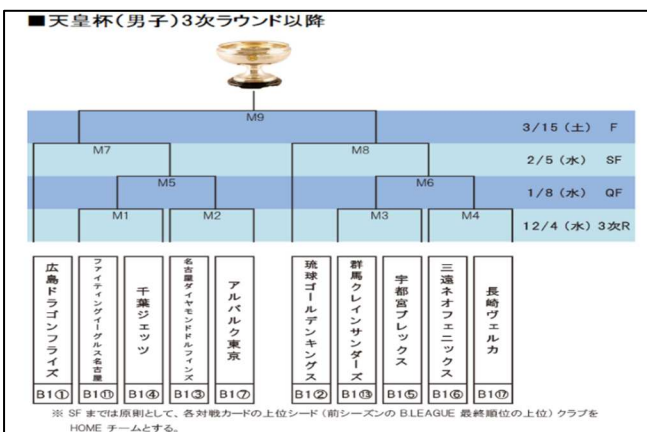 ■天皇杯(男子)3次ラウンド以降
M9
3/15 (土) F
M7
M8
2/5 (水) SF
M5
M6
1/8 (水) QF
M1
M2
M3
M4
12/4 (水) 3次R
広島ドラゴンフライズ
ファイティングイーグルス名古屋
千葉ジェッツ
名古屋ダイヤモンドドルフィンズ
アルバルク東京
琉球ゴールデンキングス
群馬クレインサンダーズ
宇都宮ブレックス
三遠ネオフェニックス
長崎ヴェルカ
B1①
B1⑪
B1④
B1③
B1⑦
B1②
B1⑬
B1⑤
B1⑥
B1⑰
※ SF までは原則として、各対戦カードの上位シード (前シーズンの B.LEAGUE 最終順位の上位) クラブを
HOME チームとする。